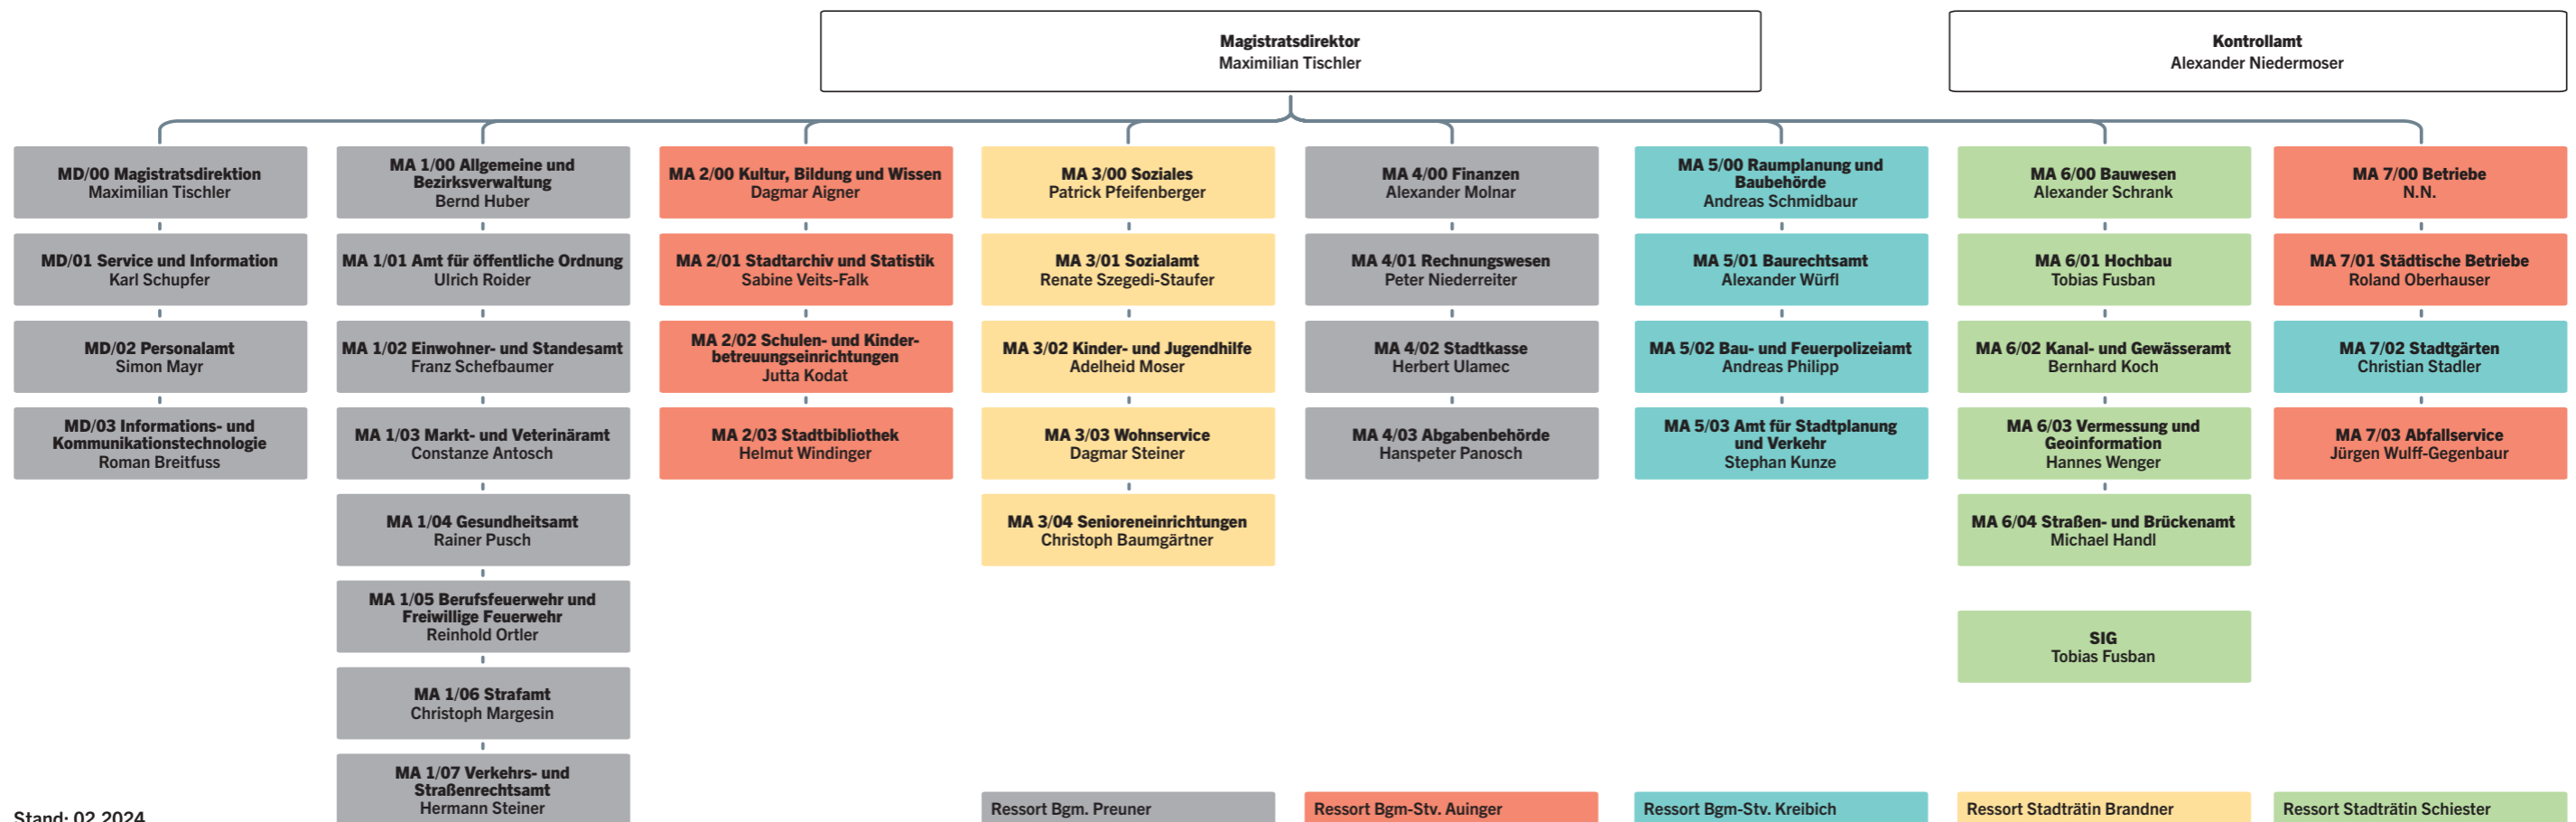 Magistratsdirektor
Maximilian Tischler
Kontrollamt
Alexander Niedermoser
MD/00 Magistratsdirektion
Maximilian Tischler
MD/01 Service und Information
Karl Schupfer
MD/02 Personalamt
Simon Mayr
MD/03 Informations- und
Kommunikationstechnologie
Roman Breitfuss
MA 1/00 Allgemeine und
Bezirksverwaltung
Bernd Huber
MA 1/01 Amt für öffentliche Ordnung
Ulrich Roider
MA 1/02 Einwohner- und Standesamt
Franz Schefbaumer
MA 1/03 Markt- und Veterinäramt
Constanze Antosch
MA 1/04 Gesundheitsamt
Rainer Pusch
MA 1/05 Berufsfeuerwehr und
Freiwillige Feuerwehr
Reinhold Ortler
MA 1/06 Strafamt
Christoph Margesin
MA 1/07 Verkehrs- und
Straßenrechtsamt
Hermann Steiner
MA 2/00 Kultur, Bildung und Wissen
Dagmar Aigner
MA 2/01 Stadtarchiv und Statistik
Sabine Veits-Falk
MA 2/02 Schulen- und Kinder-
betreuungseinrichtungen
Jutta Kodat
MA 2/03 Stadtbibliothek
Helmut Windinger
MA 3/00 Soziales
Patrick Pfeifenberger
MA 3/01 Sozialamt
Renate Szegedi-Staufer
MA 3/02 Kinder- und Jugendhilfe
Adelheid Moser
MA 3/03 Wohnservice
Dagmar Steiner
MA 3/04 Senioreneinrichtungen
Christoph Baumgärtner
MA 4/00 Finanzen
Alexander Molnar
MA 4/01 Rechnungswesen
Peter Niederreiter
MA 4/02 Stadtkasse
Herbert Ulamec
MA 4/03 Abgabenbehörde
Hanspeter Panosch
MA 5/00 Raumplanung und
Baubehörde
Andreas Schmidbaur
MA 5/01 Baurechtsamt
Alexander Würfl
MA 5/02 Bau- und Feuerpolizeiamt
Andreas Philipp
MA 5/03 Amt für Stadtplanung
und Verkehr
Stephan Kunze
MA 6/00 Bauwesen
Alexander Schrank
MA 6/01 Hochbau
Tobias Fusban
MA 6/02 Kanal- und Gewässeramt
Bernhard Koch
MA 6/03 Vermessung und
Geoinformation
Hannes Wenger
MA 6/04 Straßen- und Brückenamt
Michael Handl
SIG
Tobias Fusban
MA 7/00 Betriebe
N.N.
MA 7/01 Städtische Betriebe
Roland Oberhauser
MA 7/02 Stadtgärten
Christian Stadler
MA 7/03 Abfallservice
Jürgen Wulff-Gegenbaur
Stand: 02.2024
Ressort Bgm. Preuner
Ressort Bgm-Stv. Auinger
Ressort Bgm-Stv. Kreibich
Ressort Stadträtin Brandner
Ressort Stadträtin Schiester